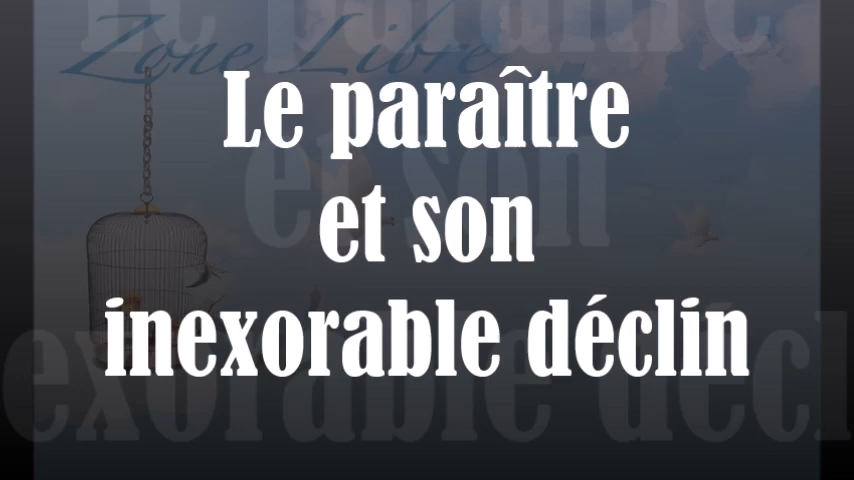 Zone Libre
Le paraître
et son
inexorable déclin